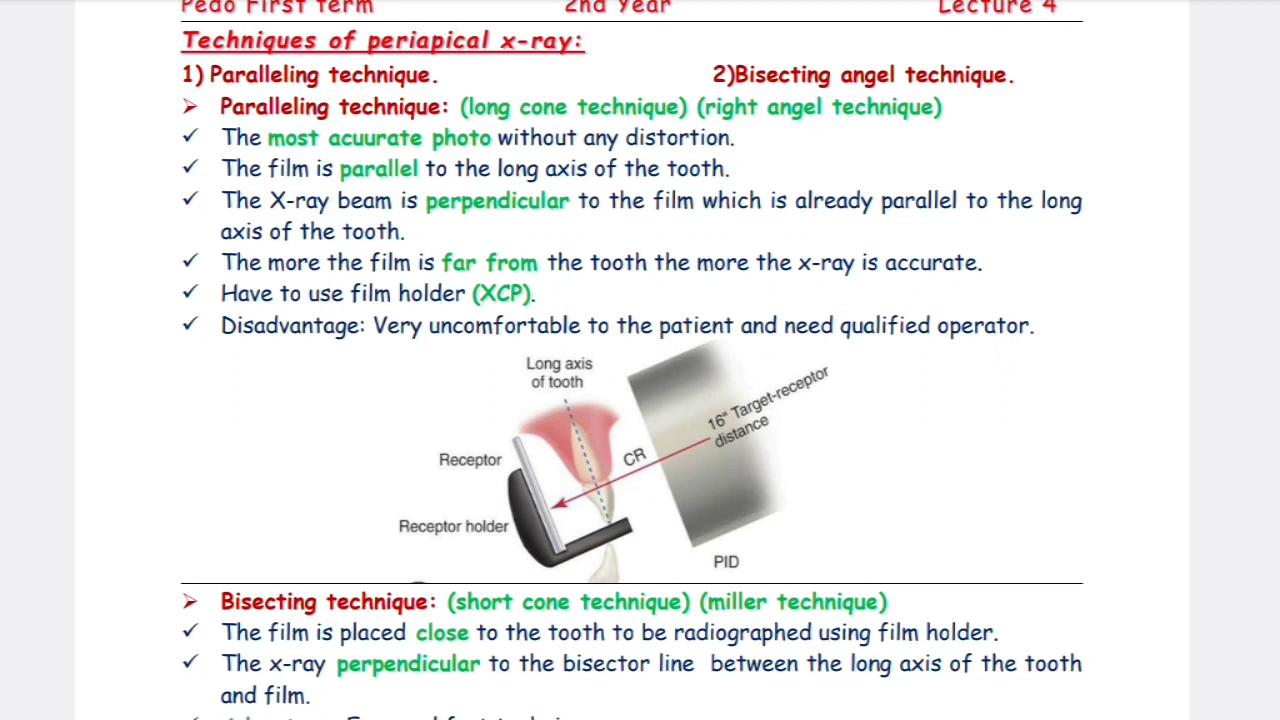 Pedo First term 2nd Year Lecture 4
Techniques of periapical x-ray:
1) Paralleling technique. 2)Bisecting angel technique.
➢ Paralleling technique: (long cone technique) (right angel technique)
✓ The most acuurate photo without any distortion.
✓ The film is parallel to the long axis of the tooth.
✓ The X-ray beam is perpendicular to the film which is already parallel to the long
axis of the tooth.
✓ The more the film is far from the tooth the more the x-ray is accurate.
✓ Have to use film holder (XCP).
✓ Disadvantage: Very uncomfortable to the patient and need qualified operator.
Long axis
of tooth
16" Target-receptor
distance
CR
Receptor
Receptor holder
PID
➢ Bisecting technique: (short cone technique) (miller technique)
✓ The film is placed close to the tooth to be radiographed using film holder.
✓ The x-ray perpendicular to the bisector line between the long axis of the tooth
and film.